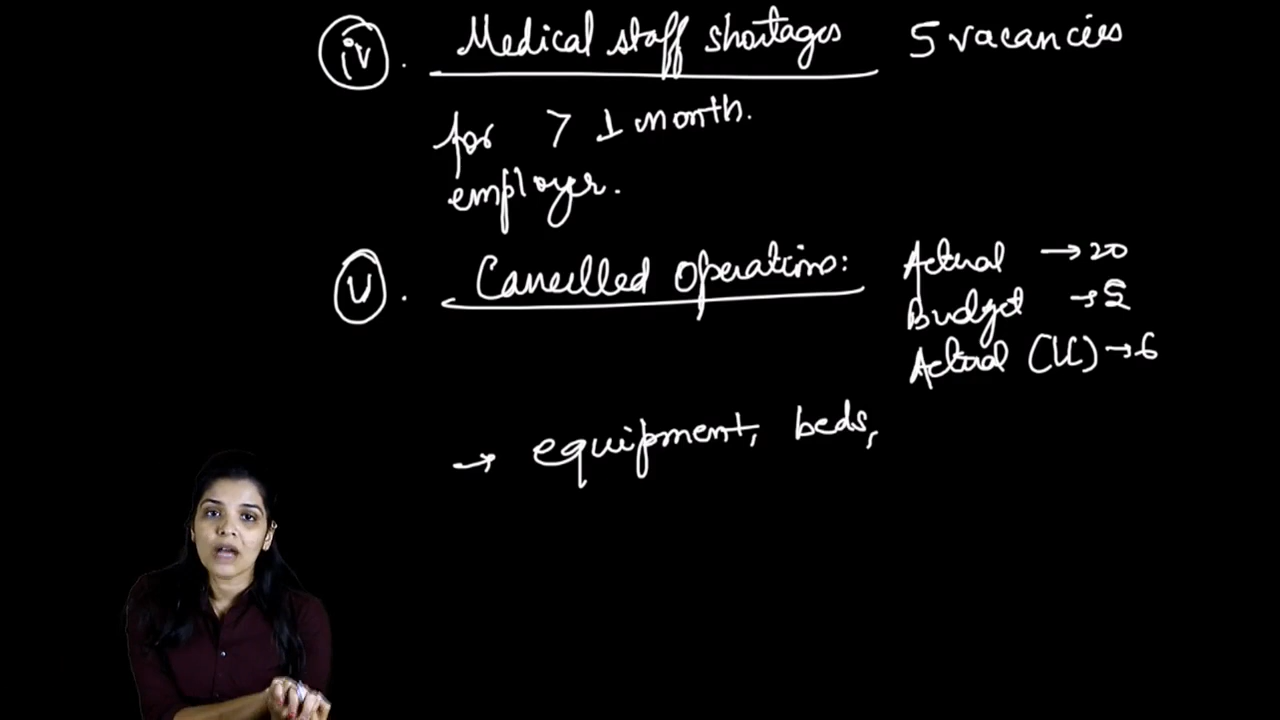 iv. Medical staff shortages 5 vacancies
for > 1 month.
employer.
v. Cancelled operations: Actual → 20
Budget → 5
Actual (LL) → 6
→ equipment, beds,